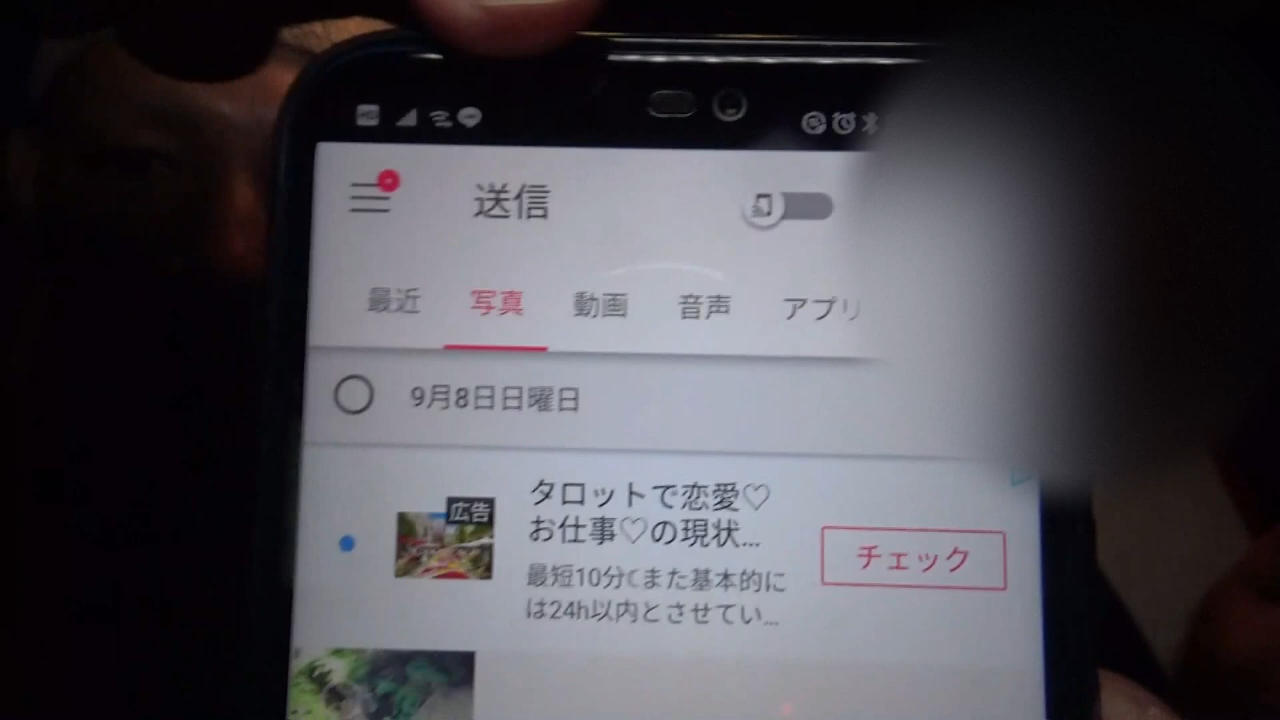 送信
最近 写真 動画 音声 アプリ
9月8日日曜日
広告
タロットで恋愛♡
お仕事♡の現状...
最短10分(また基本的に
は24h以内とさせてい...
チェック